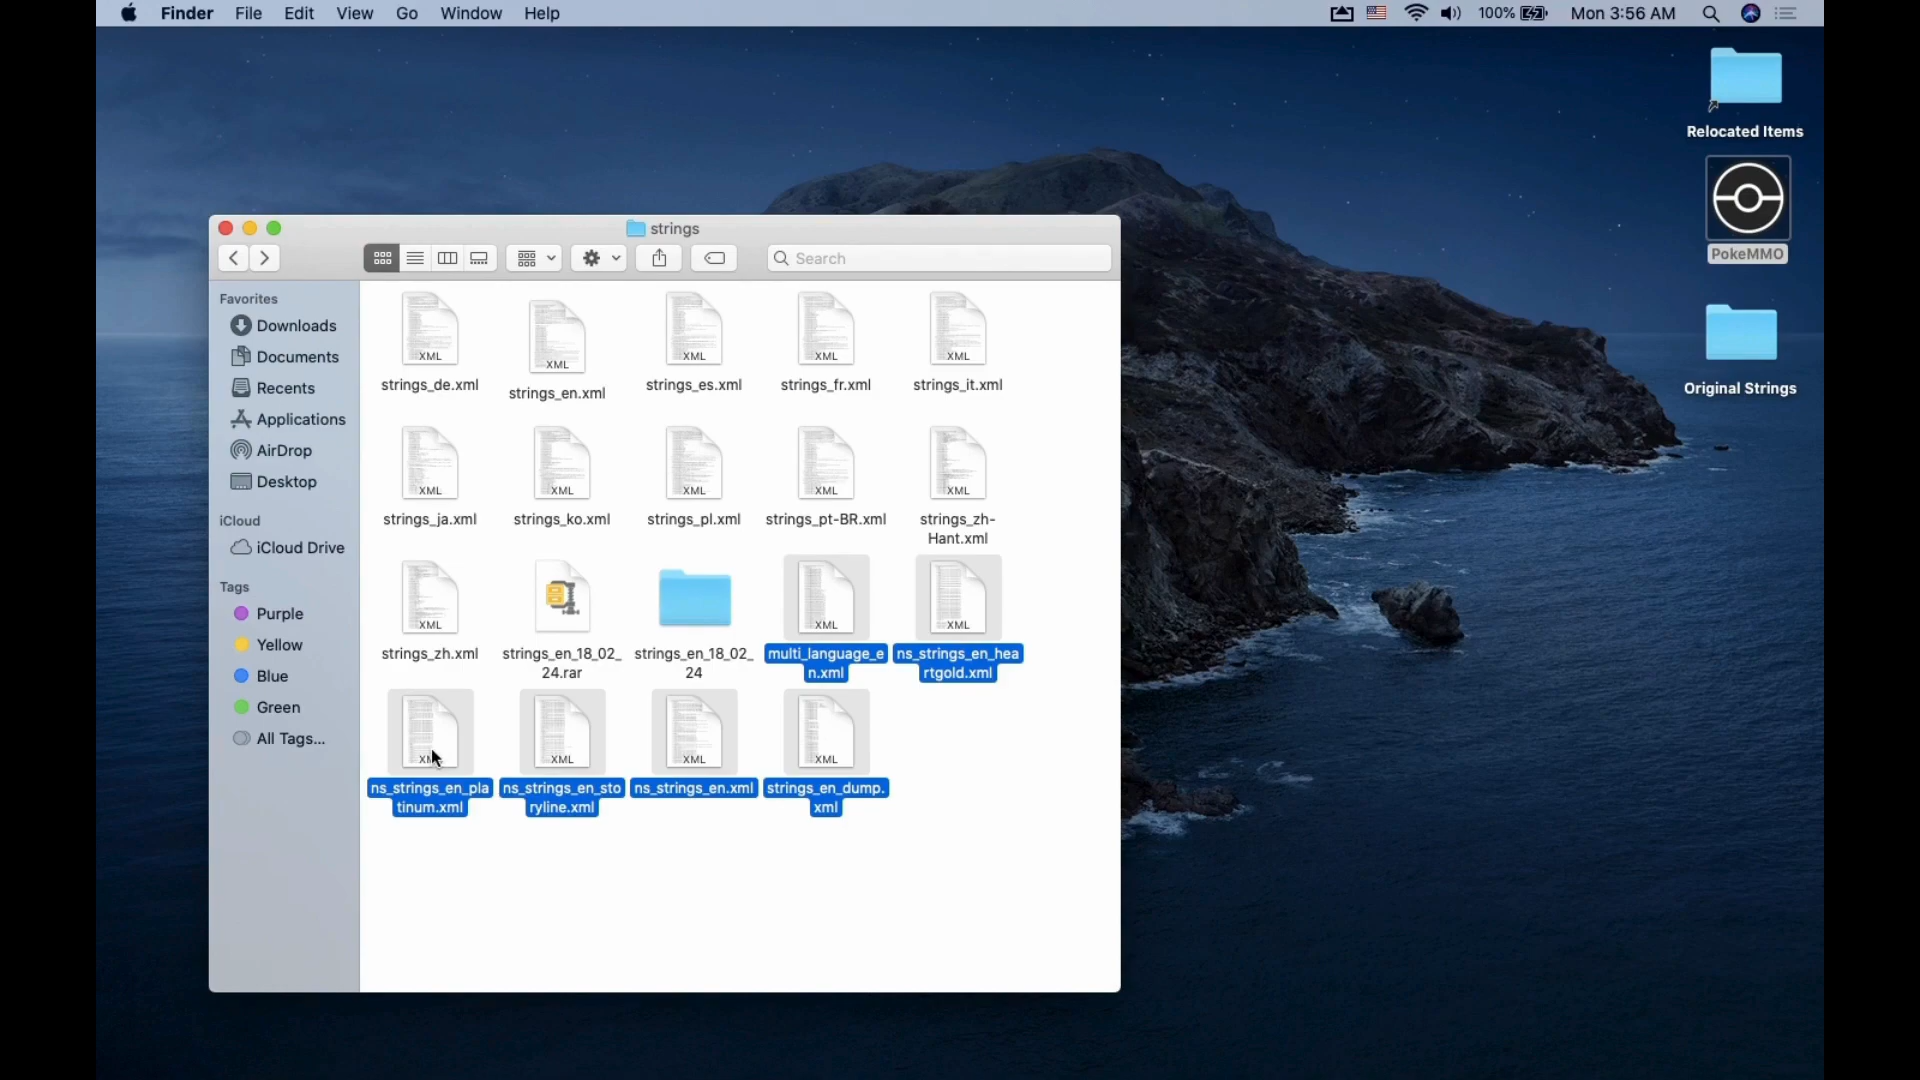 Finder File Edit View Go Window Help 100% Mon 3:56 AM
Relocated Items
PokeMMO
Original Strings
strings
Search
Favorites
Downloads
Documents
Recents
Applications
AirDrop
Desktop
iCloud
iCloud Drive
Tags
Purple
Yellow
Blue
Green
All Tags...
XML XML XML XML XML
strings_de.xml strings_en.xml strings_es.xml strings_fr.xml strings_it.xml
XML XML XML XML XML
strings_ja.xml strings_ko.xml strings_pl.xml strings_pt-BR.xml strings_zh-
Hant.xml
XML XML XML
strings_zh.xml strings_en_18_02_ strings_en_18_02_ multi_language_e ns_strings_en_hea
24.rar 24 n.xml rtgold.xml
XML XML XML
ns_strings_en_pla ns_strings_en_sto ns_strings_en.xml strings_en_dump.
tinum.xml ryline.xml xml